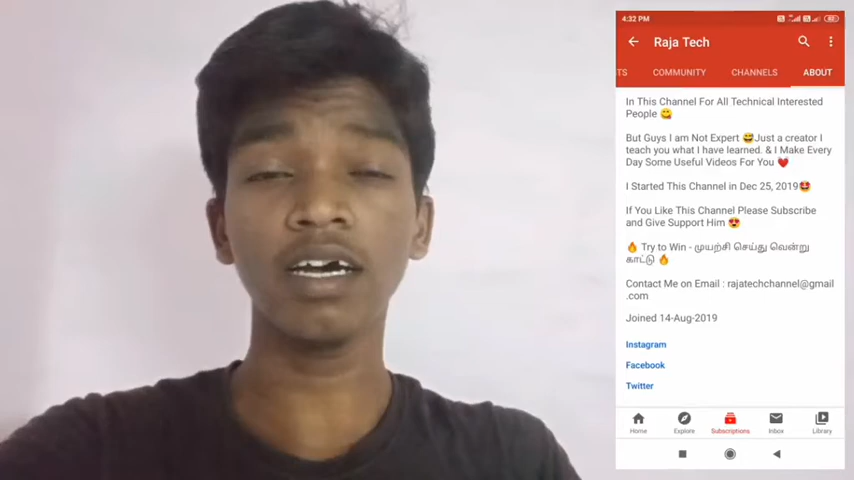 4:32 PM
Raja Tech
TS COMMUNITY CHANNELS ABOUT
In This Channel For All Technical Interested
People 😋
But Guys I am Not Expert 😅Just a creator I
teach you what I have learned. & I Make Every
Day Some Useful Videos For You ❤️
I Started This Channel in Dec 25, 2019🤩
If You Like This Channel Please Subscribe
and Give Support Him 😍
🔥 Try to Win - முயற்சி செய்து வென்று
காட்டு 🔥
Contact Me on Email : rajatechchannel@gmail
.com
Joined 14-Aug-2019
Instagram
Facebook
Twitter
Home Explore Subscriptions Inbox Library